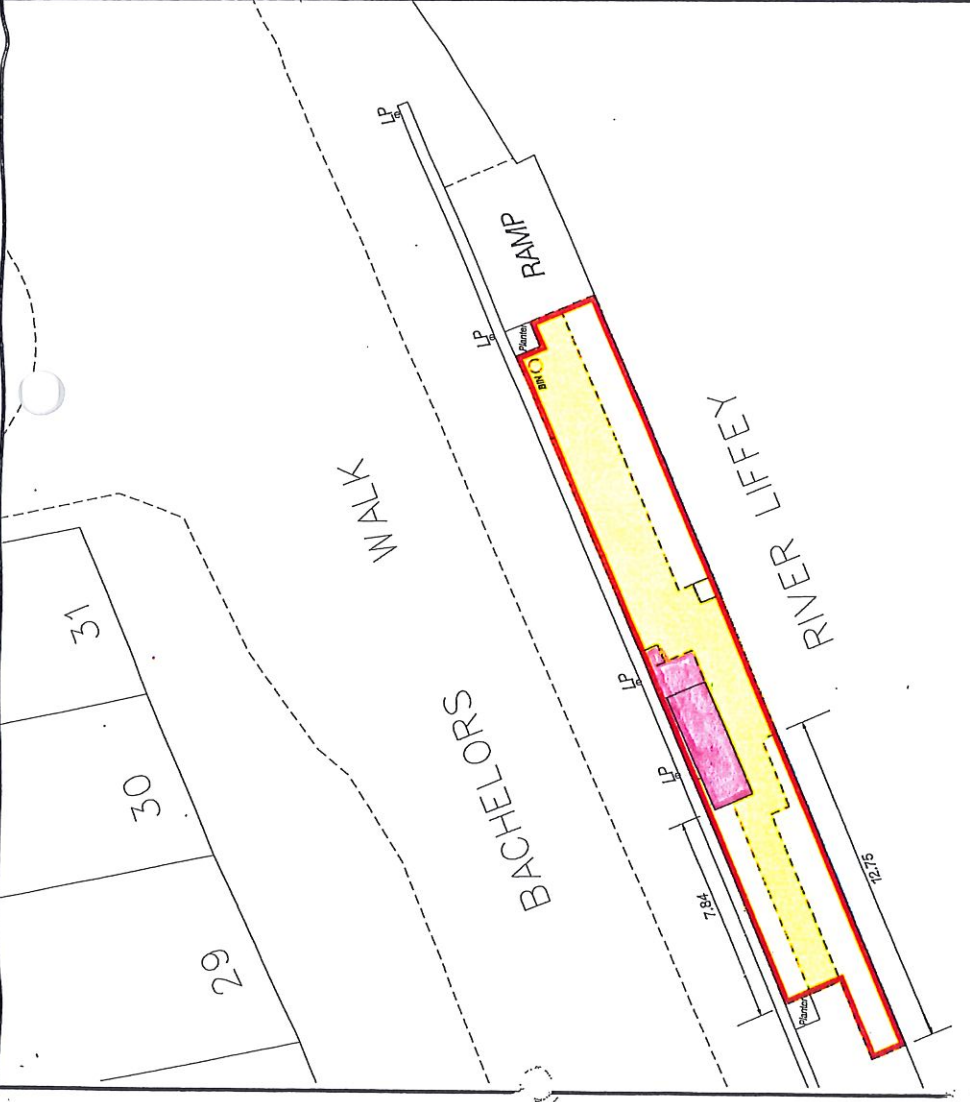 LP
RAMP
LP
Planter
BIN
WALK
RIVER LIFFEY
31
LP
30
BACHELORS
LP
7.84
12.75
29
Planter